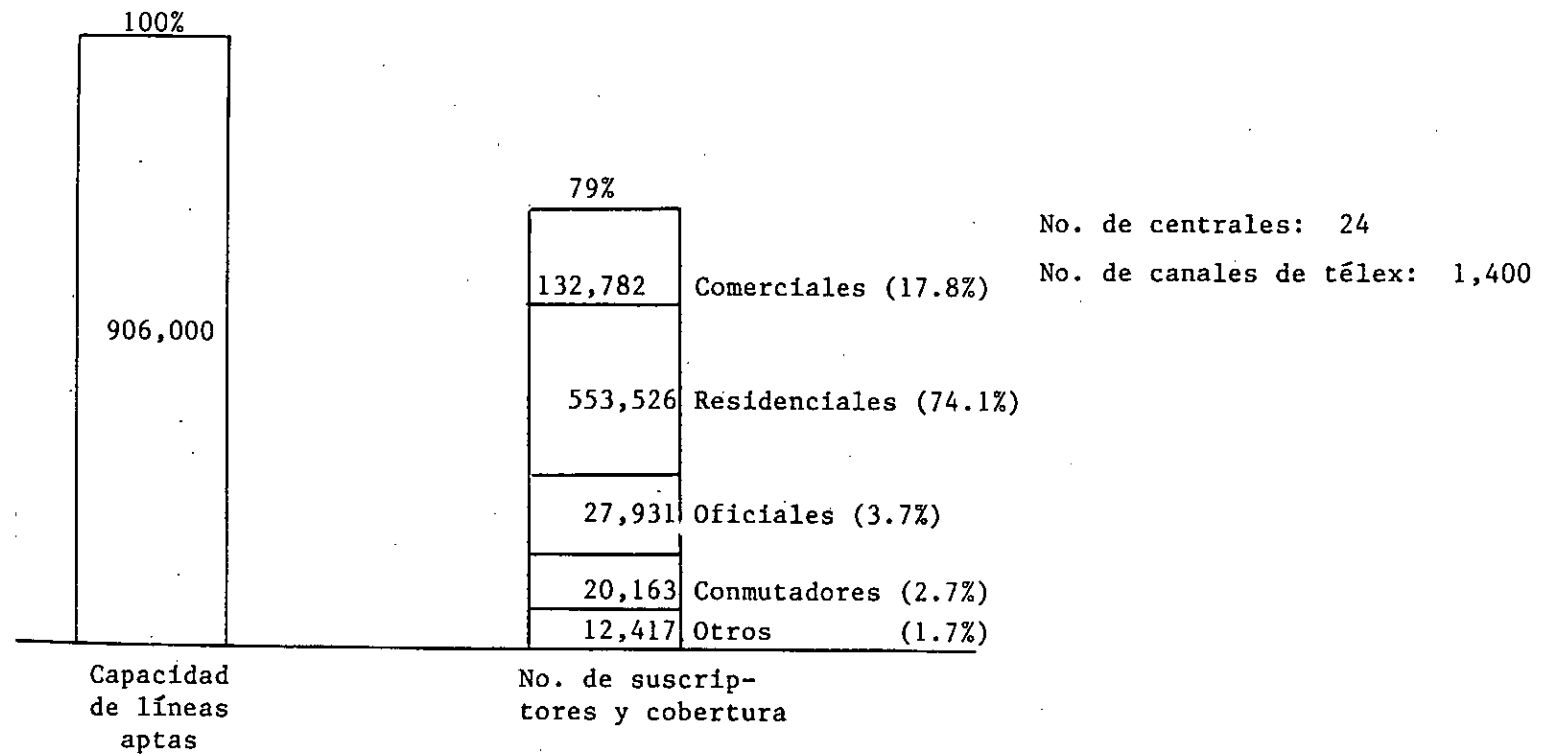 100%
906,000
Capacidad
de líneas
aptas
79%
132,782 Comerciales (17.8%)
553,526 Residenciales (74.1%)
27,931 Oficiales (3.7%)
20,163 Conmutadores (2.7%)
12,417 Otros (1.7%)
No. de suscrip-
tores y cobertura
No. de centrales: 24
No. de canales de télex: 1,400